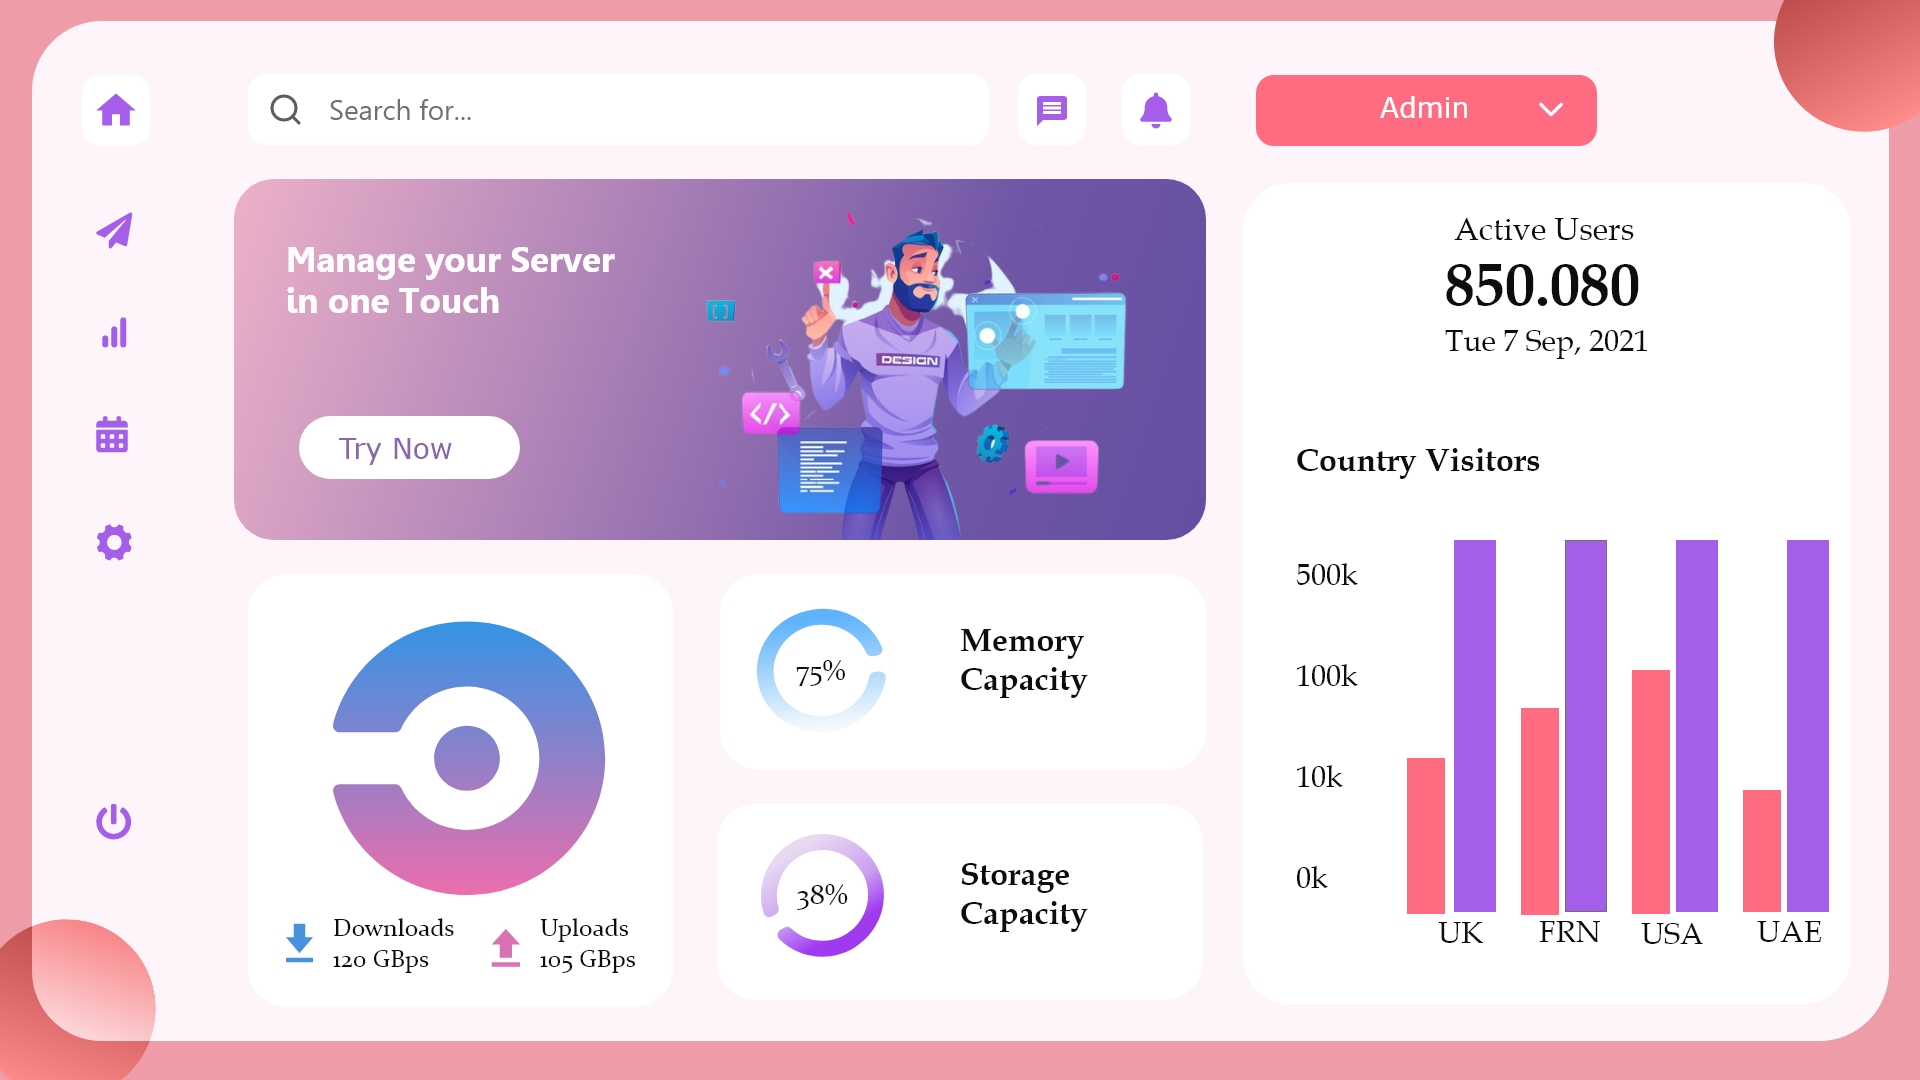 Search for...
Admin
Manage your Server
in one Touch
Try Now
DESIGN
[ ]
</>
Active Users
850.080
Tue 7 Sep, 2021
Country Visitors
500k
100k
10k
0k
UK
FRN
USA
UAE
Downloads
120 GBps
Uploads
105 GBps
75%
Memory
Capacity
38%
Storage
Capacity